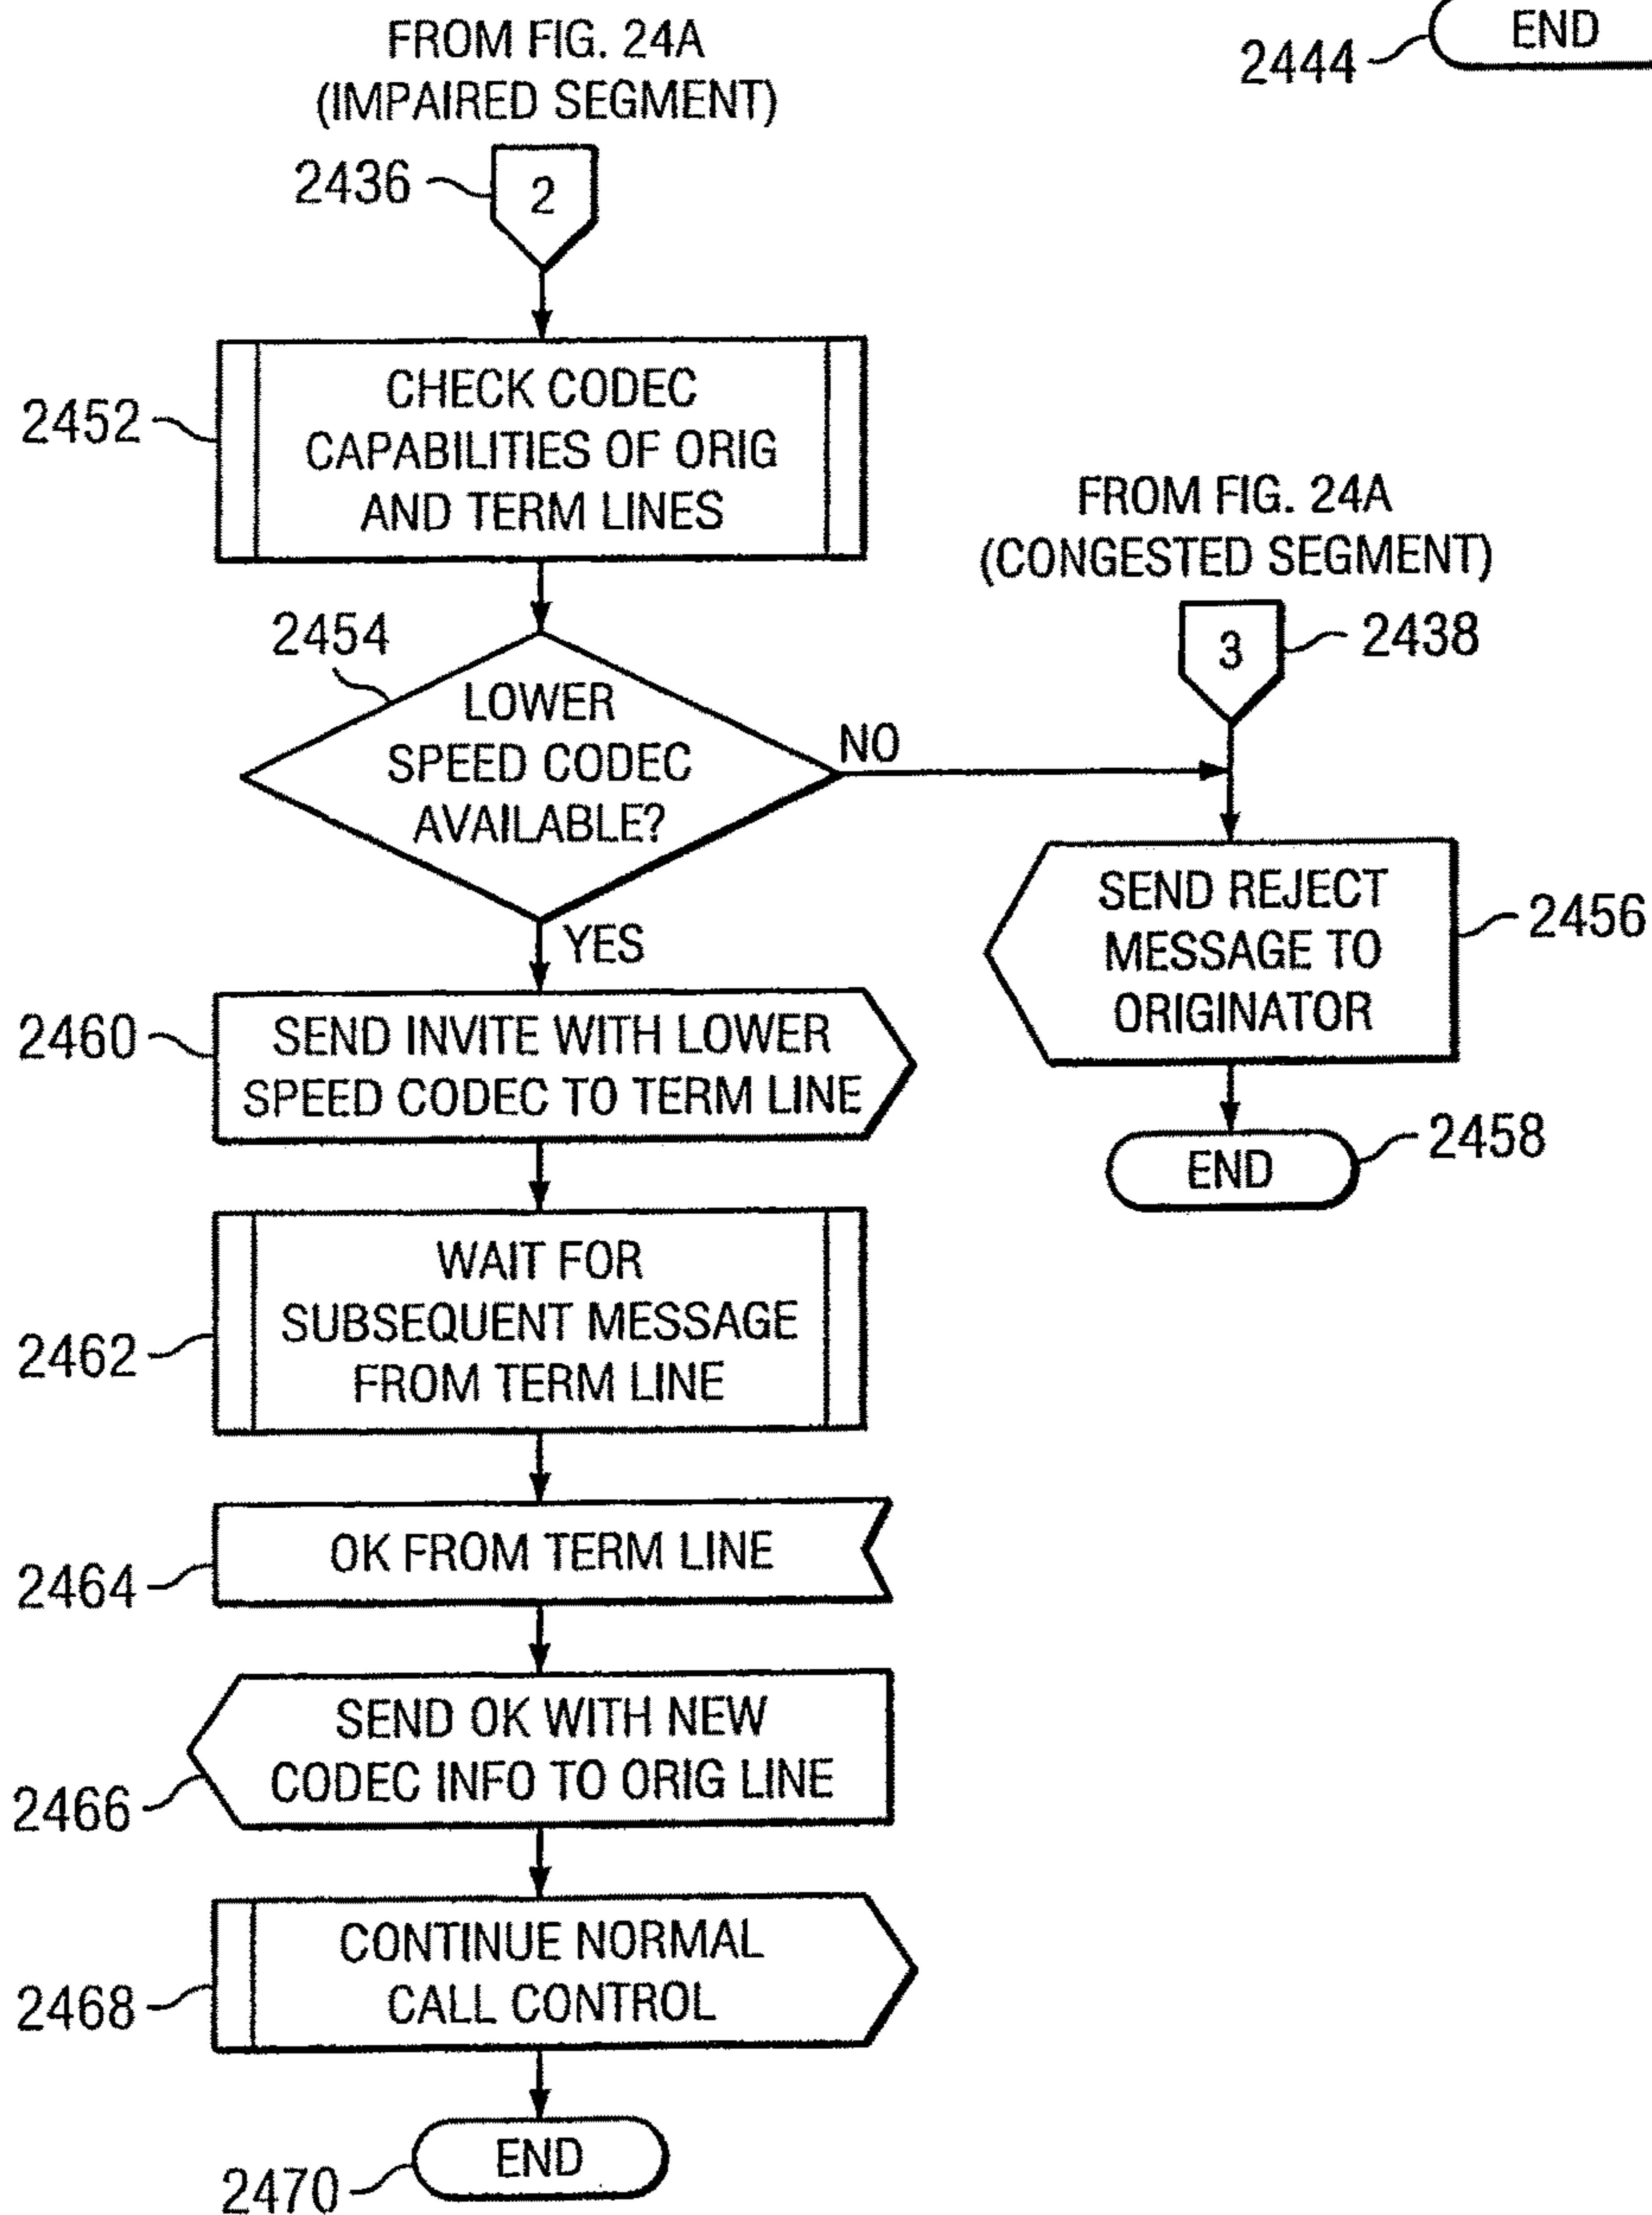 END
2444
FROM FIG. 24A
(IMPAIRED SEGMENT)
2436
2
2452
CHECK CODEC
CAPABILITIES OF ORIG
AND TERM LINES
2454
LOWER
SPEED CODEC
AVAILABLE?
NO
YES
FROM FIG. 24A
(CONGESTED SEGMENT)
3
2438
SEND REJECT
MESSAGE TO
ORIGINATOR
2456
END
2458
2460
SEND INVITE WITH LOWER
SPEED CODEC TO TERM LINE
2462
WAIT FOR
SUBSEQUENT MESSAGE
FROM TERM LINE
2464
OK FROM TERM LINE
2466
SEND OK WITH NEW
CODEC INFO TO ORIG LINE
2468
CONTINUE NORMAL
CALL CONTROL
2470
END